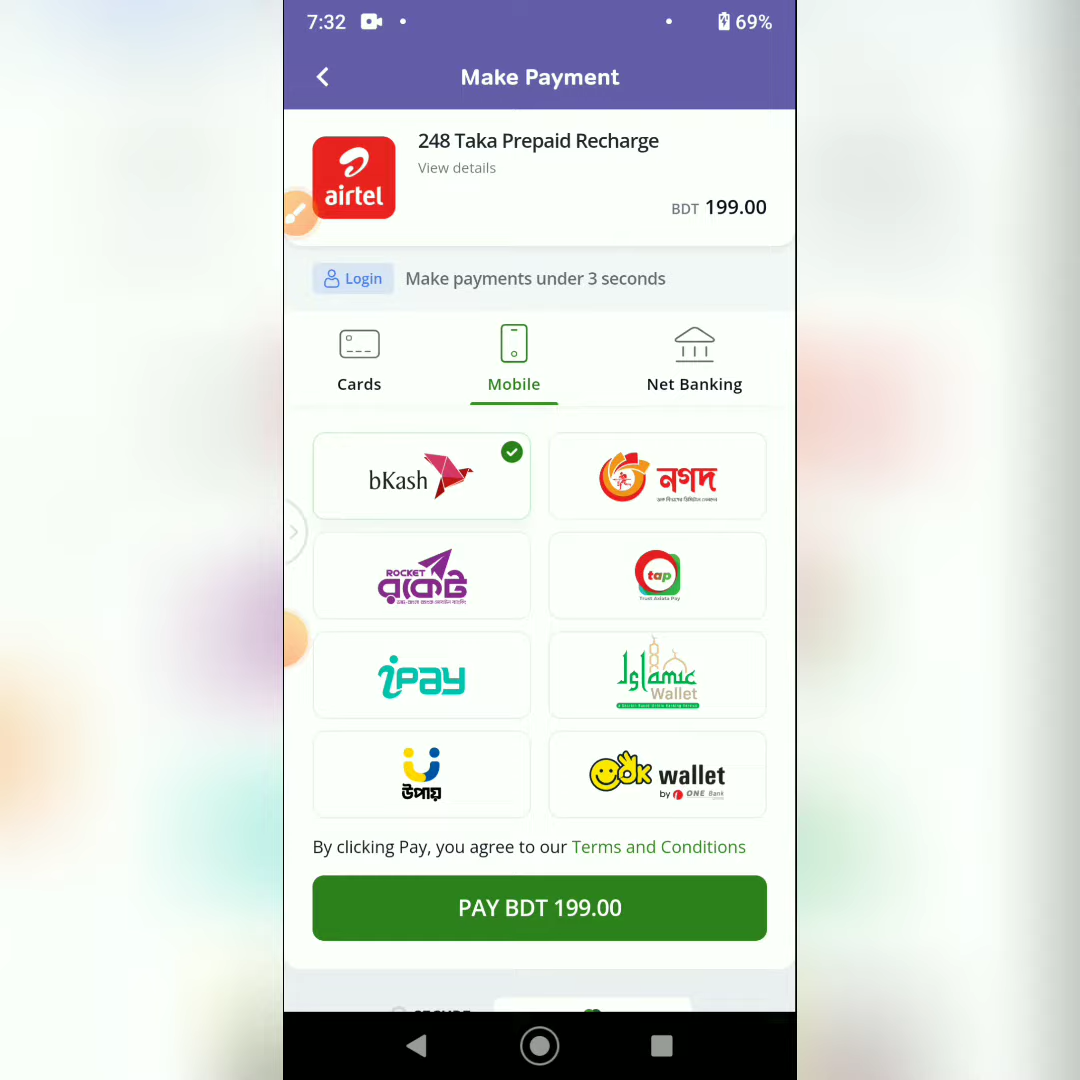 7:32
69%
Make Payment
248 Taka Prepaid Recharge
View details
airtel
BDT 199.00
Login Make payments under 3 seconds
Cards Mobile Net Banking
bKash
নগদ
ROCKET
রকেট
tap
Trust Axiata Pay
ipay
Islamic
Wallet
উপায়
OK wallet
by ONE Bank
By clicking Pay, you agree to our Terms and Conditions
PAY BDT 199.00